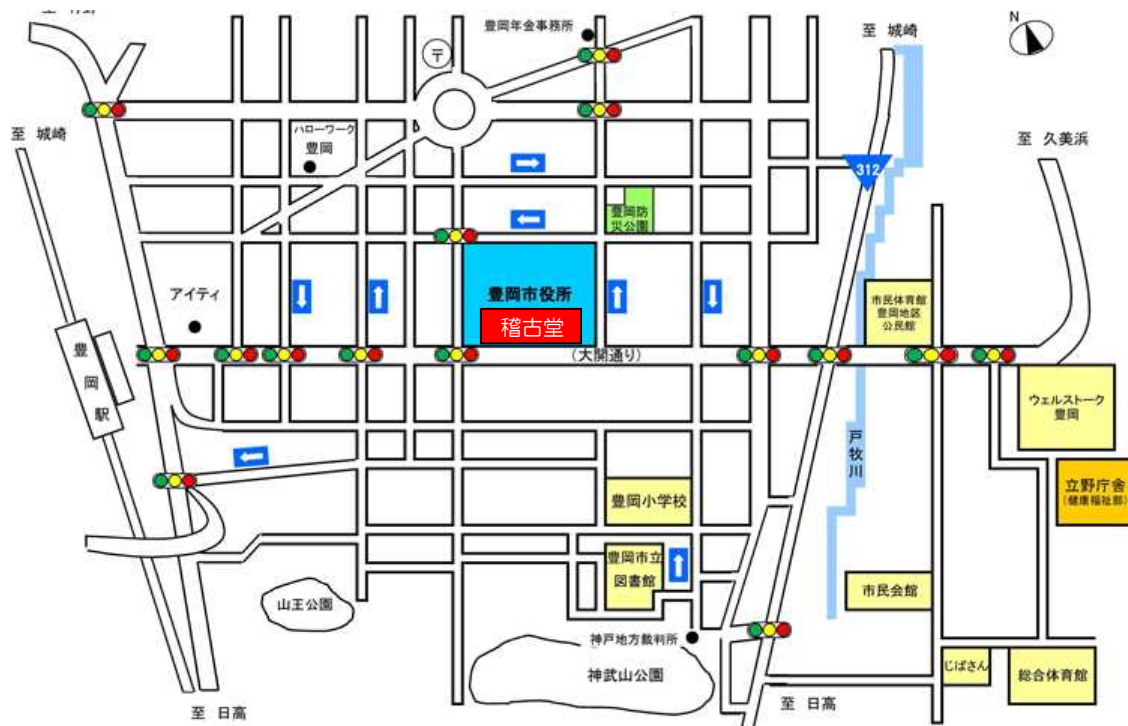 豊岡年金事務所
〒
至 城崎
N
至 城崎
ハローワーク
豊岡
至 久美浜
312
豊岡防
災公園
アイティ
豊岡市役所
稽古堂
市民体育館
豊岡地区
公民館
豊岡駅
(大開通り)
ウェルストーク
豊岡
戸牧川
立野庁舎
(健康福祉部)
豊岡小学校
豊岡市立
図書館
市民会館
山王公園
神戸地方裁判所
神武山公園
じばさん
総合体育館
至 日高
至 日高